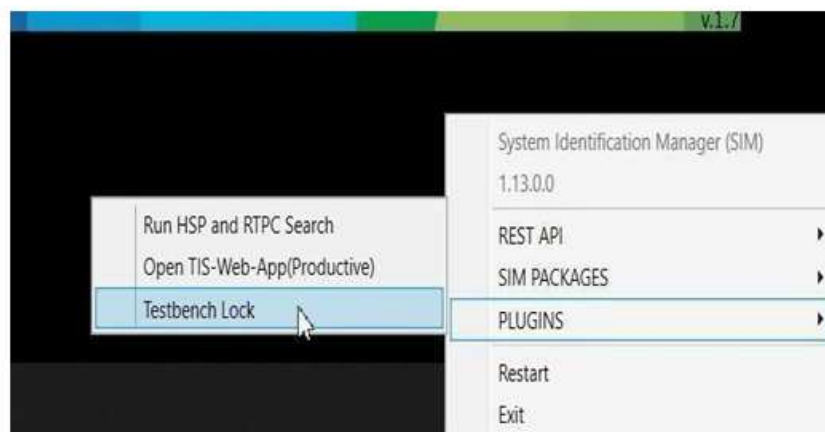 v.1.7
System Identification Manager (SIM)
1.13.0.0
REST API
SIM PACKAGES
PLUGINS
Restart
Exit
Run HSP and RTPC Search
Open TIS-Web-App(Productive)
Testbench Lock